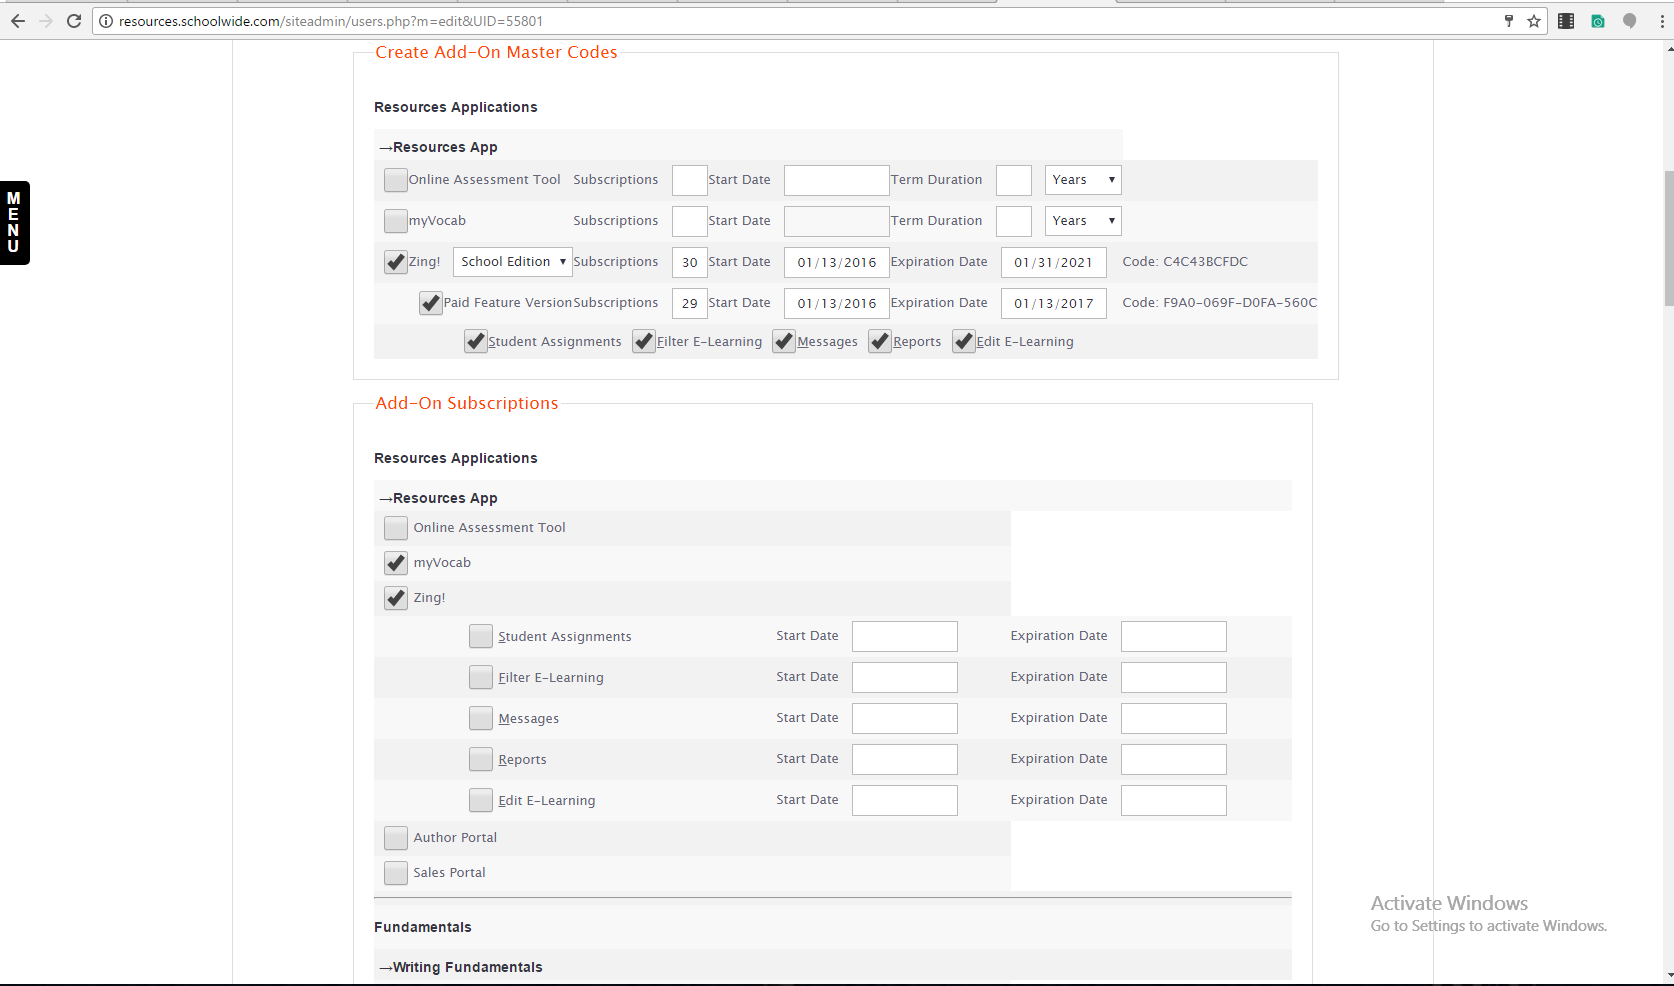 resources.schoolwide.com/siteadmin/users.php?m=edit&UID=55801
MENU
Create Add-On Master Codes
Resources Applications
→Resources App
Online Assessment Tool Subscriptions Start Date Term Duration Years
myVocab Subscriptions Start Date Term Duration Years
Zing! School Edition Subscriptions 30 Start Date 01/13/2016 Expiration Date 01/31/2021 Code: C4C43BCFDC
Paid Feature Version Subscriptions 29 Start Date 01/13/2016 Expiration Date 01/13/2017 Code: F9A0-069F-D0FA-560C
Student Assignments Filter E-Learning Messages Reports Edit E-Learning
Add-On Subscriptions
Resources Applications
→Resources App
Online Assessment Tool
myVocab
Zing!
Student Assignments Start Date Expiration Date
Filter E-Learning Start Date Expiration Date
Messages Start Date Expiration Date
Reports Start Date Expiration Date
Edit E-Learning Start Date Expiration Date
Author Portal
Sales Portal
Fundamentals
→Writing Fundamentals
Activate Windows
Go to Settings to activate Windows.